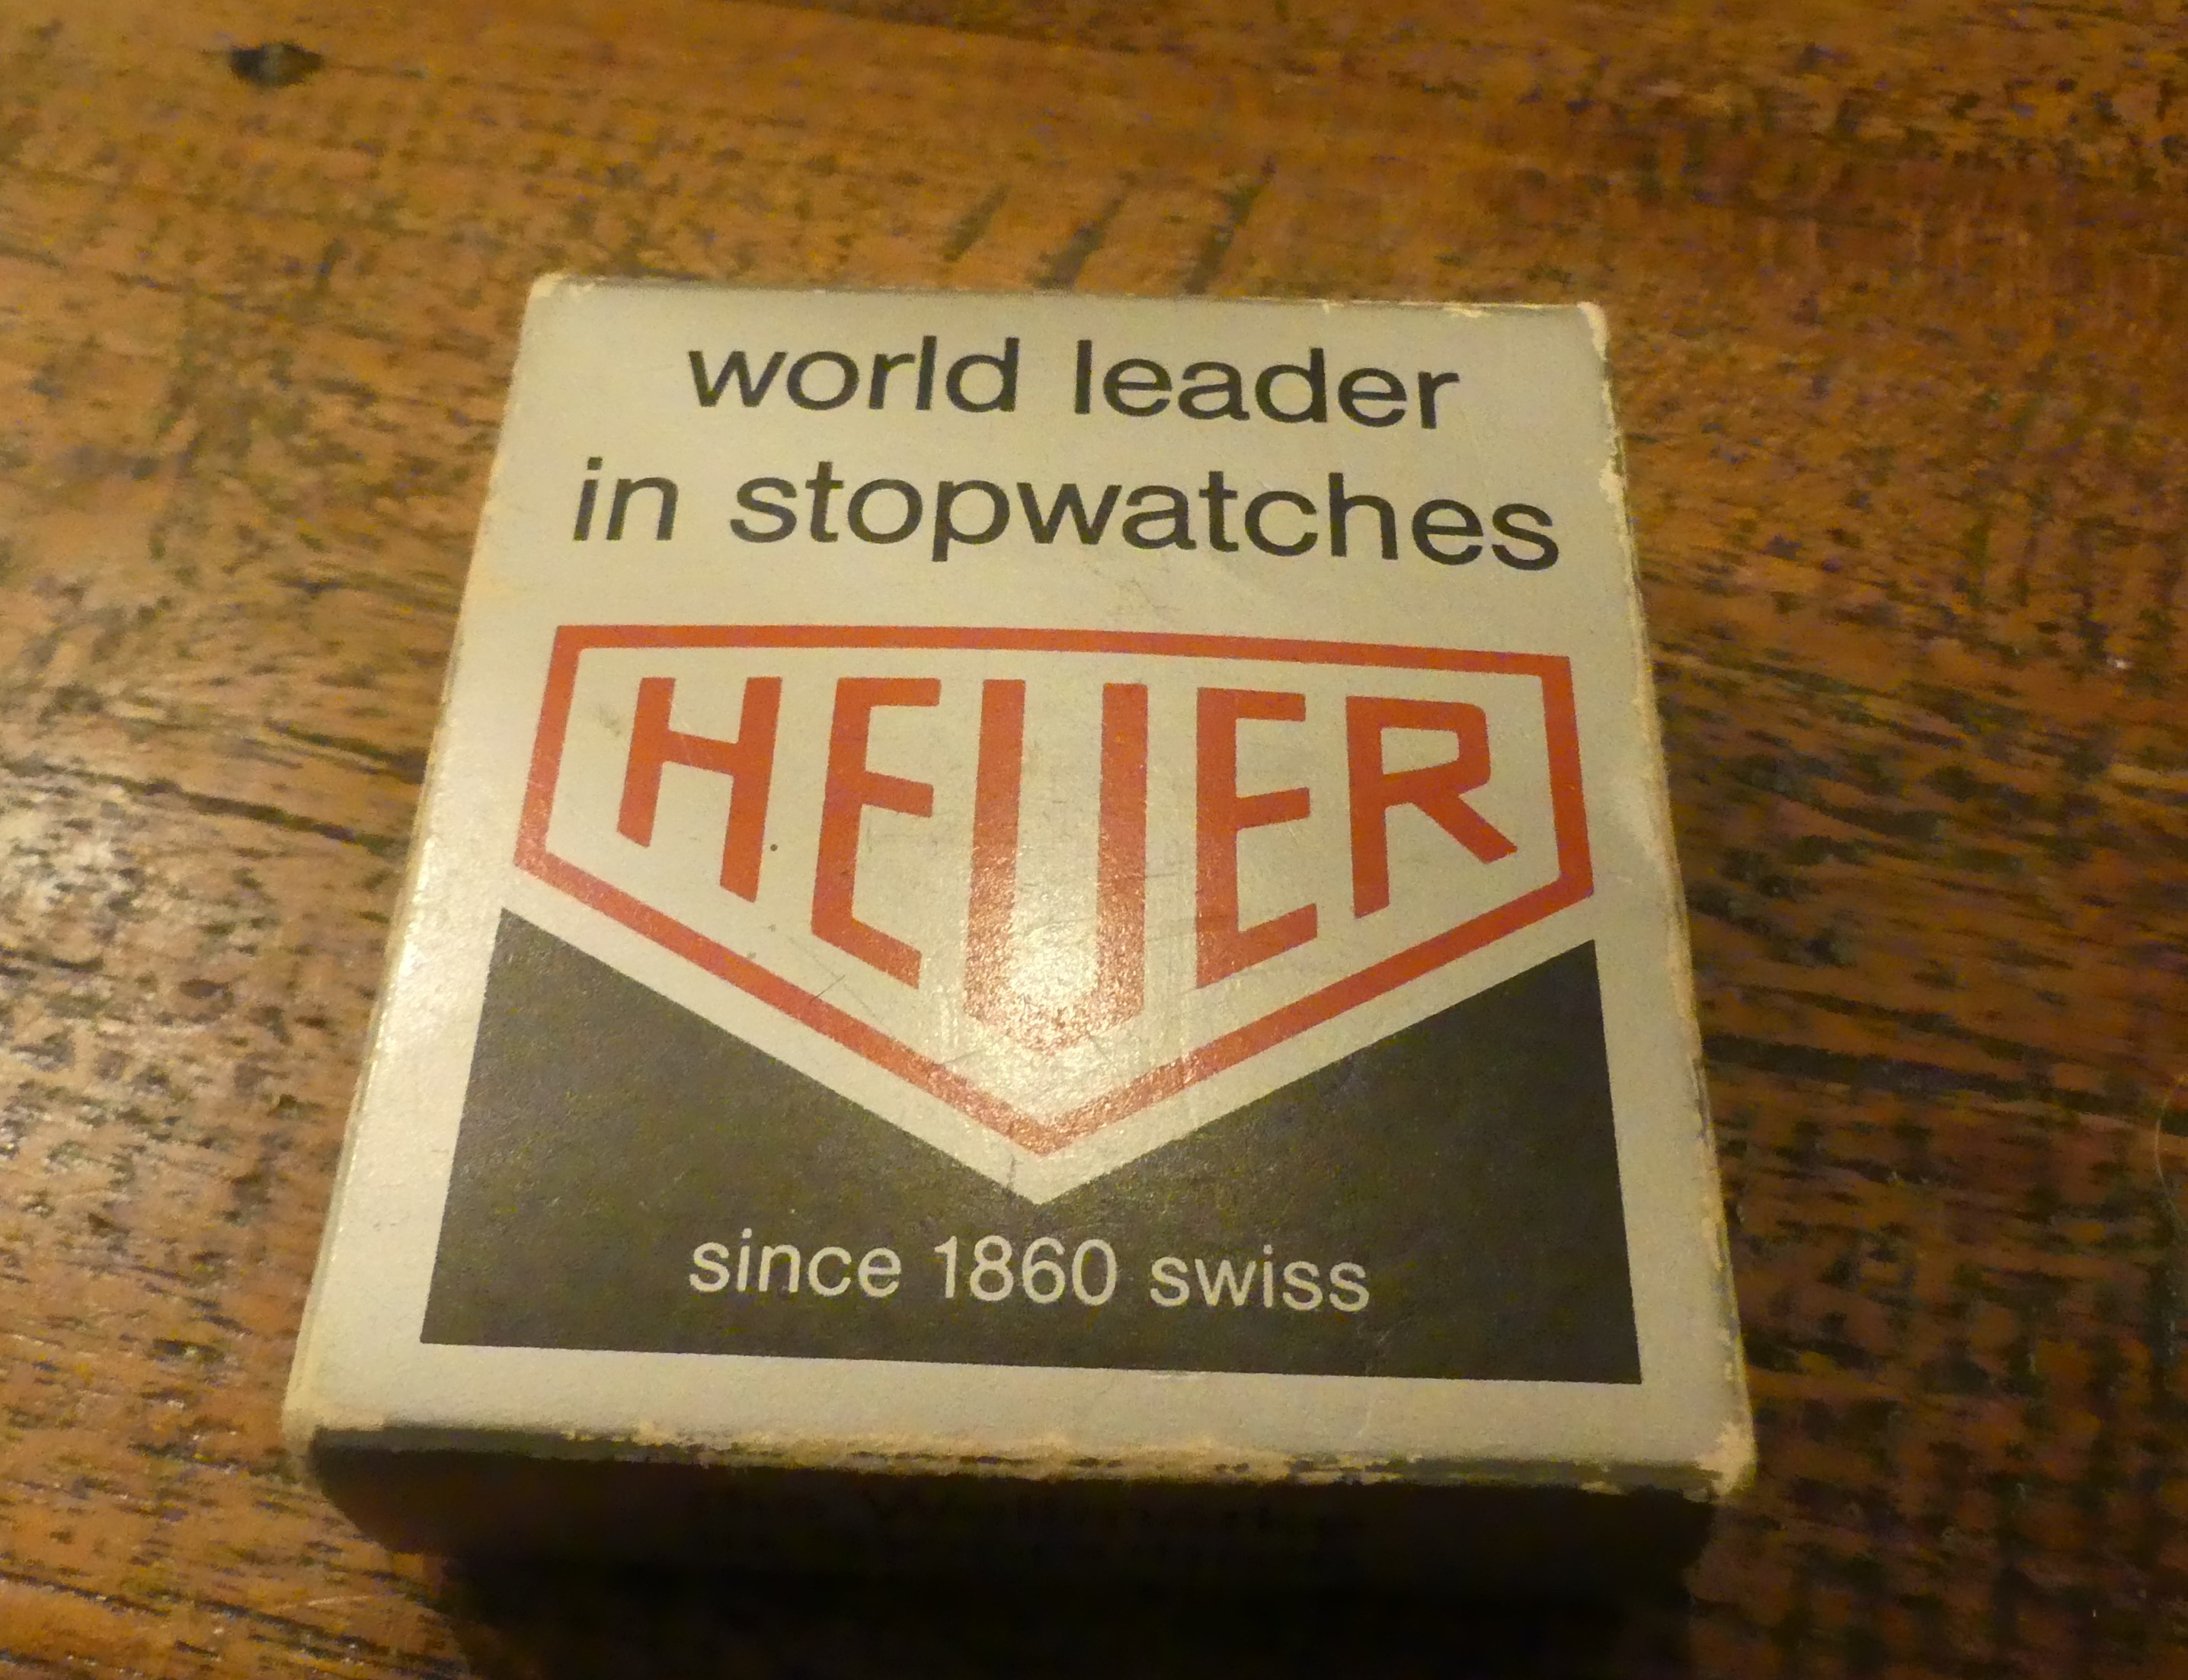 world leader
in stopwatches
HEUER
since 1860 swiss